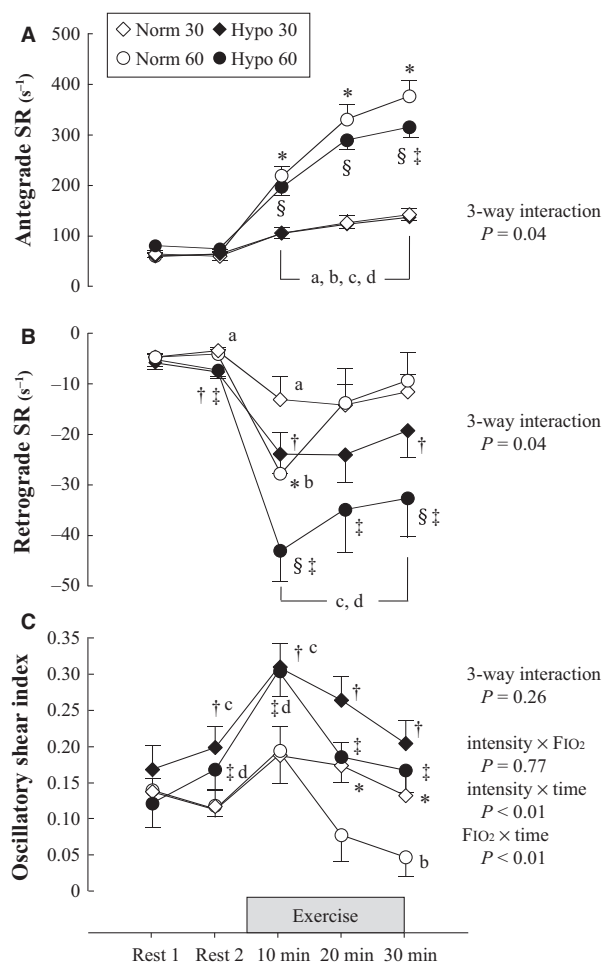 A
Norm 30 Hypo 30
Norm 60 Hypo 60
Antegrade SR (s⁻¹)
500
400
300
200
100
0
*
*
*
§
§
§ ‡
a, b, c, d
3-way interaction
P = 0.04
B
Retrograde SR (s⁻¹)
0
−10
−20
−30
−40
−50
a
† ‡
a
†
* b
†
‡
§ ‡
§ ‡
c, d
3-way interaction
P = 0.04
C
Oscillatory shear index
0.35
0.30
0.25
0.20
0.15
0.10
0.05
0
† c
† c
‡ d
‡ d
†
†
‡
‡
*
*
b
3-way interaction
P = 0.26
intensity × FIO2
P = 0.77
intensity × time
P < 0.01
FIO2 × time
P < 0.01
Exercise
Rest 1 Rest 2 10 min 20 min 30 min